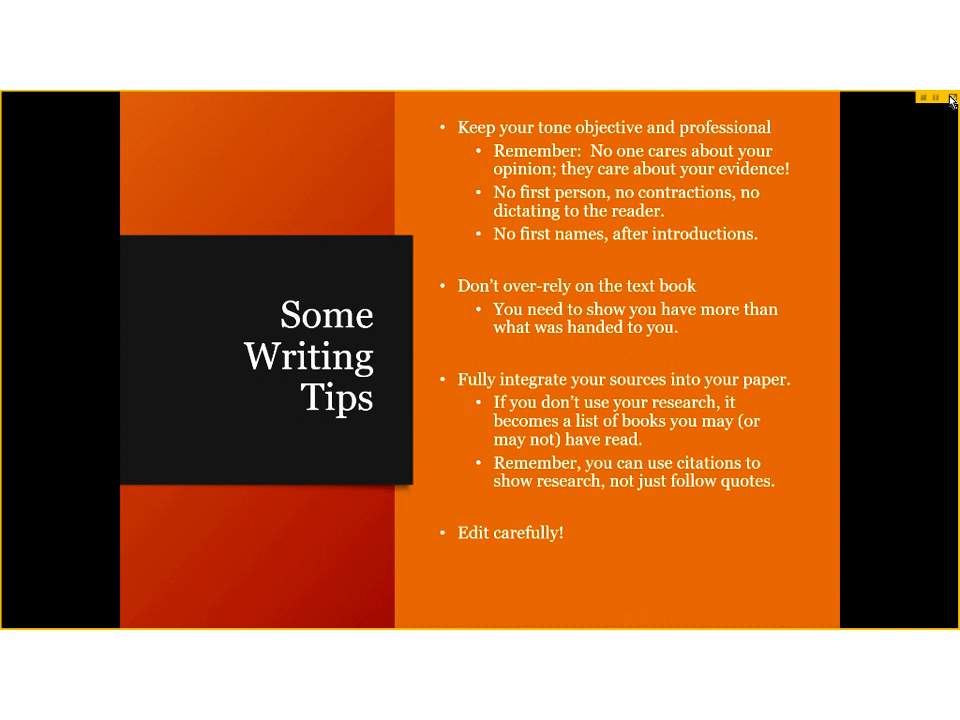 Some
Writing
Tips
• Keep your tone objective and professional
• Remember:  No one cares about your
opinion; they care about your evidence!
• No first person, no contractions, no
dictating to the reader.
• No first names, after introductions.
• Don’t over-rely on the text book
• You need to show you have more than
what was handed to you.
• Fully integrate your sources into your paper.
• If you don’t use your research, it
becomes a list of books you may (or
may not) have read.
• Remember, you can use citations to
show research, not just follow quotes.
• Edit carefully!